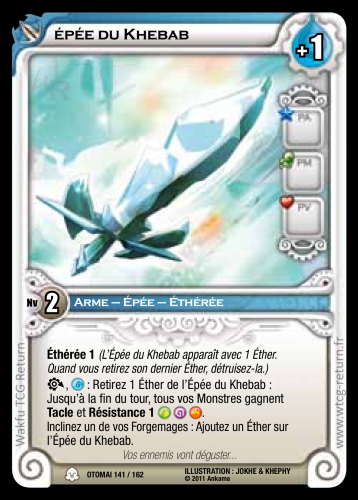 ÉPÉE DU KHEBAB
+1
PA
PM
PV
Nv 2
ARME – ÉPÉE – ÉTHÉRÉE
Éthérée 1 (L'Épée du Khebab apparaît avec 1 Éther.
Quand vous retirez son dernier Éther, détruisez-la.)
, : Retirez 1 Éther de l'Épée du Khebab :
Jusqu'à la fin du tour, tous vos Monstres gagnent
Tacle et Résistance 1 .
Inclinez un de vos Forgemages : Ajoutez un Éther sur
l'Épée du Khebab.
Vos ennemis vont déguster...
OTOMAI 141 / 162
ILLUSTRATION : JOKHE & KHEPHY
© 2011 Ankama
Wakfu TCG Return
www.wtcg-return.fr